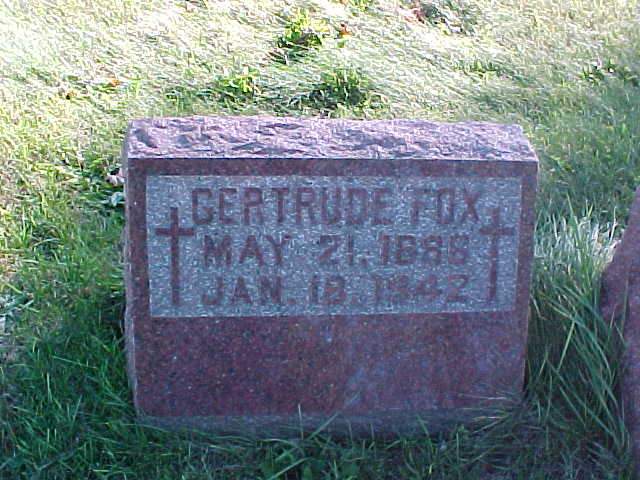 GERTRUDE FOX
MAY 21, 1886
JAN. 19, 1942